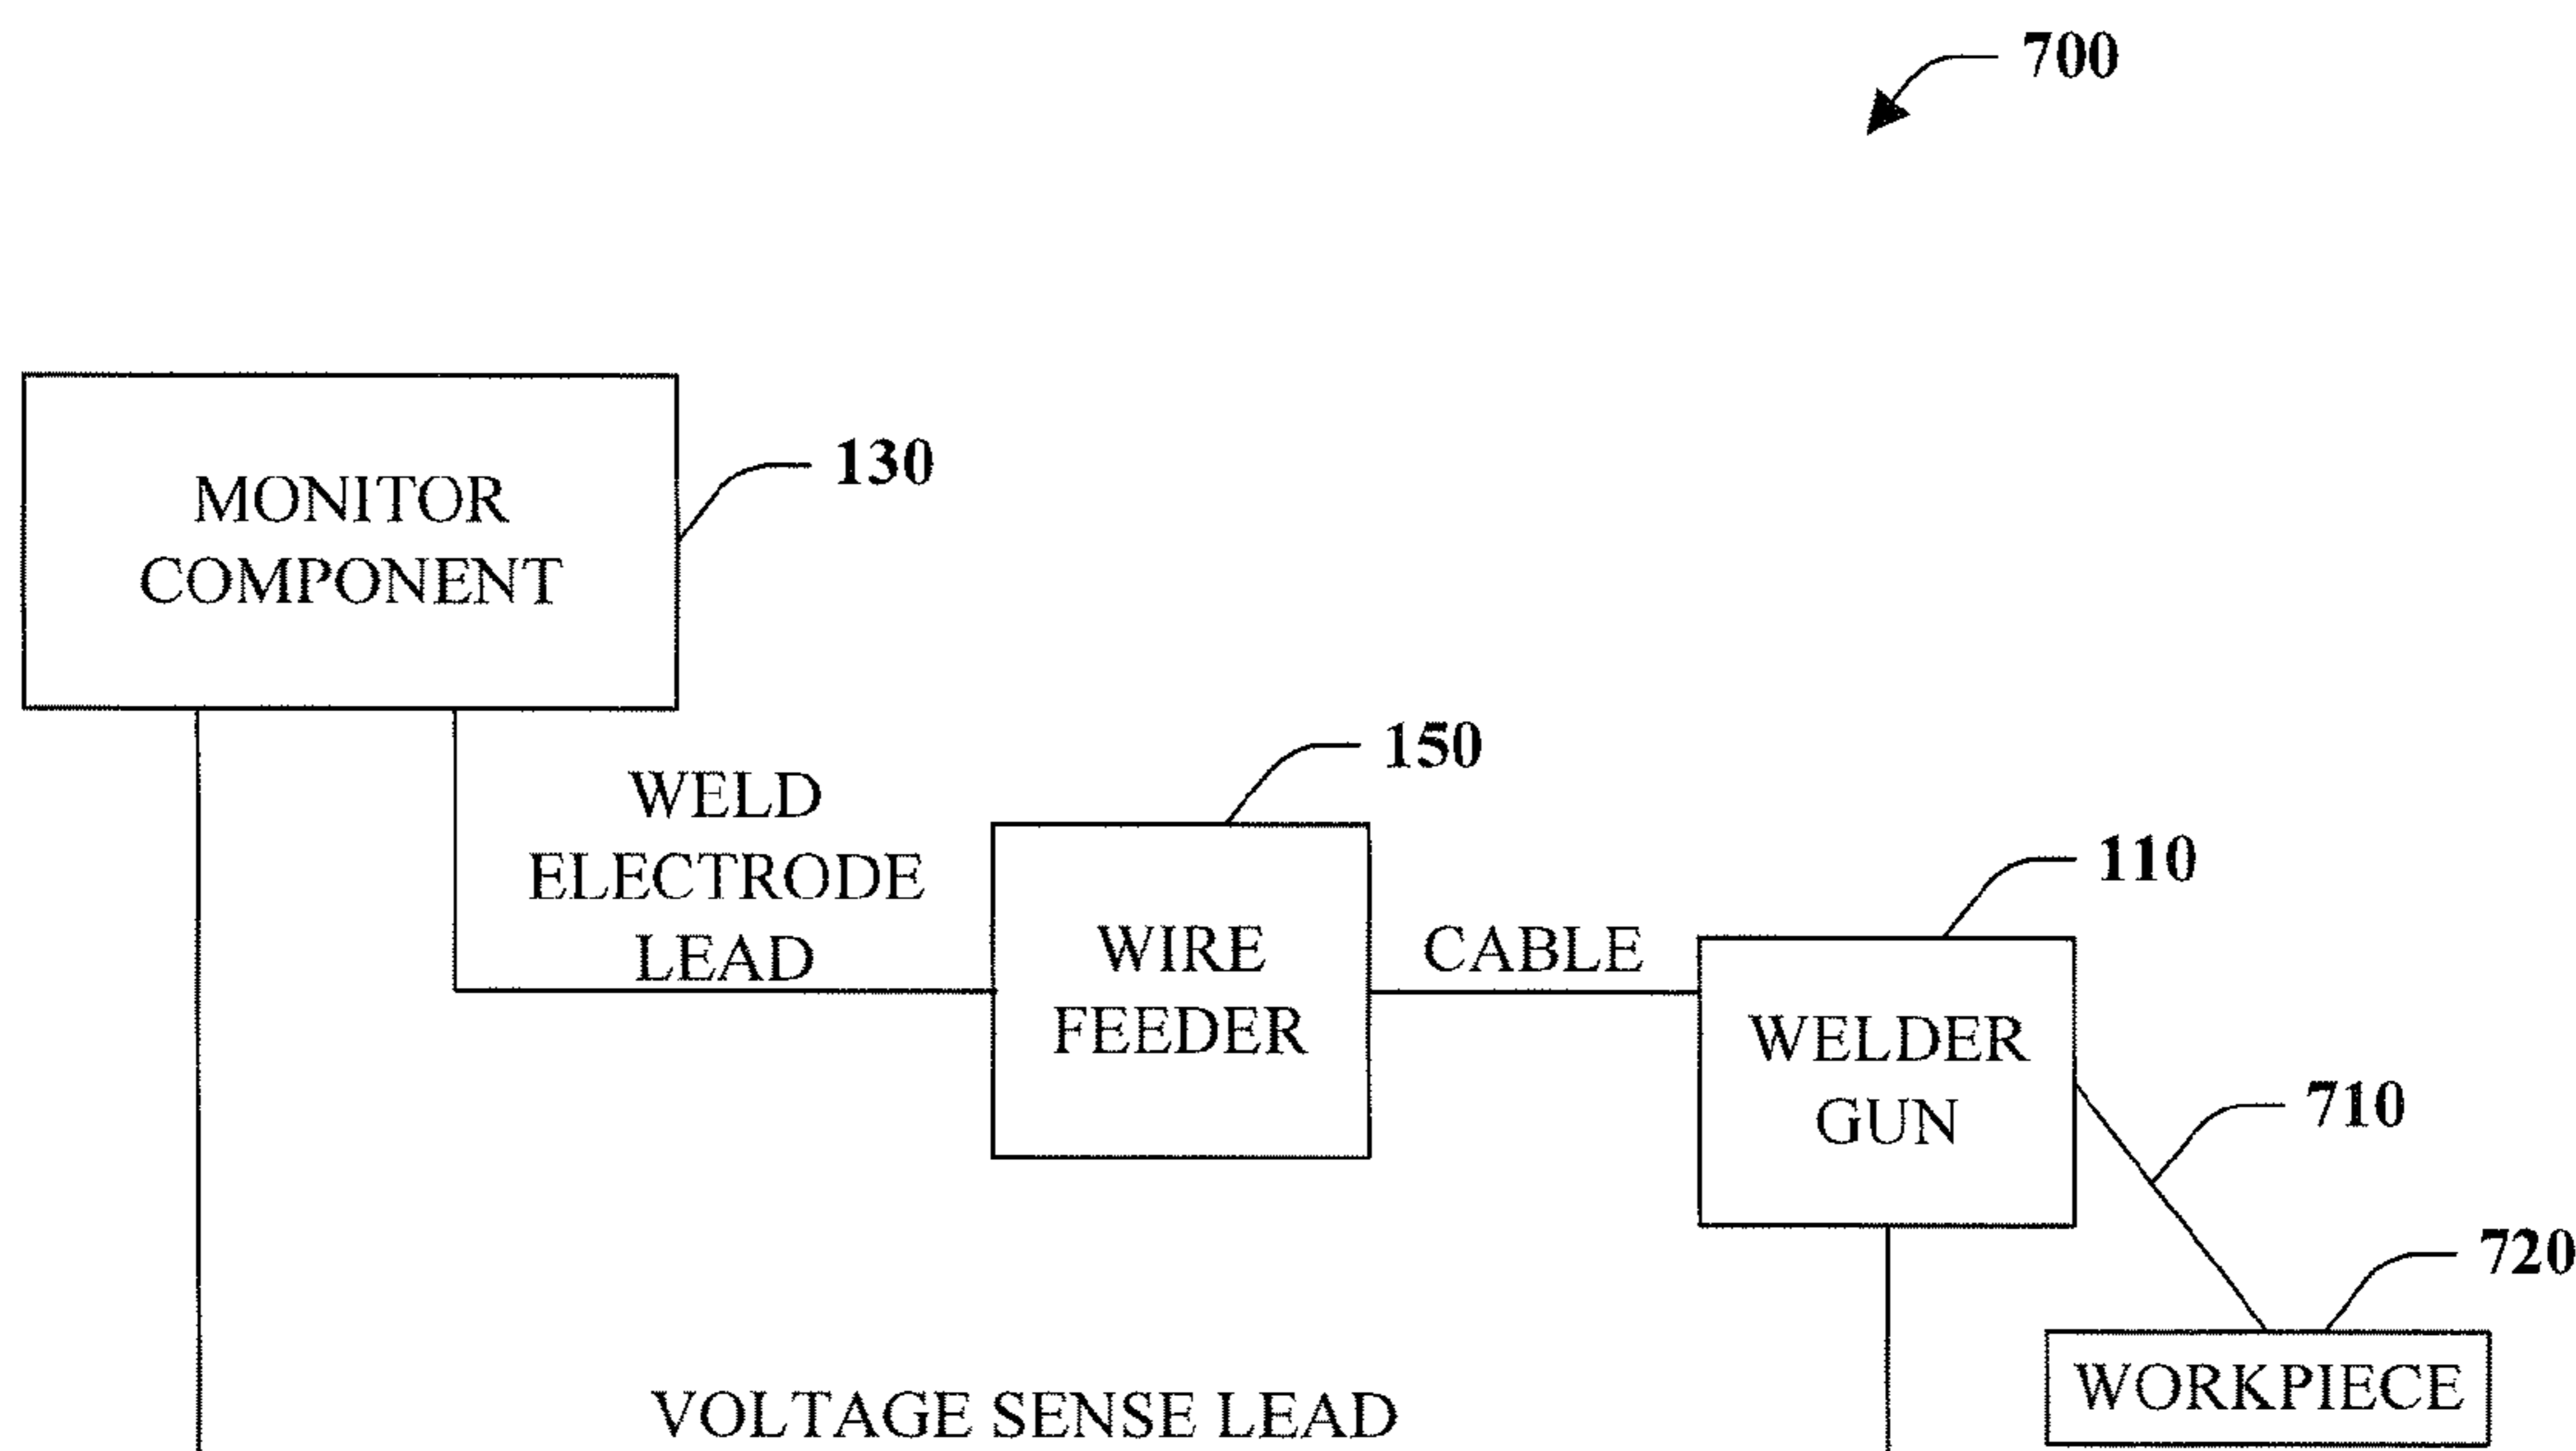 700
MONITOR
COMPONENT
130
WELD
ELECTRODE
LEAD
150
WIRE
FEEDER
CABLE
110
WELDER
GUN
710
720
WORKPIECE
VOLTAGE SENSE LEAD